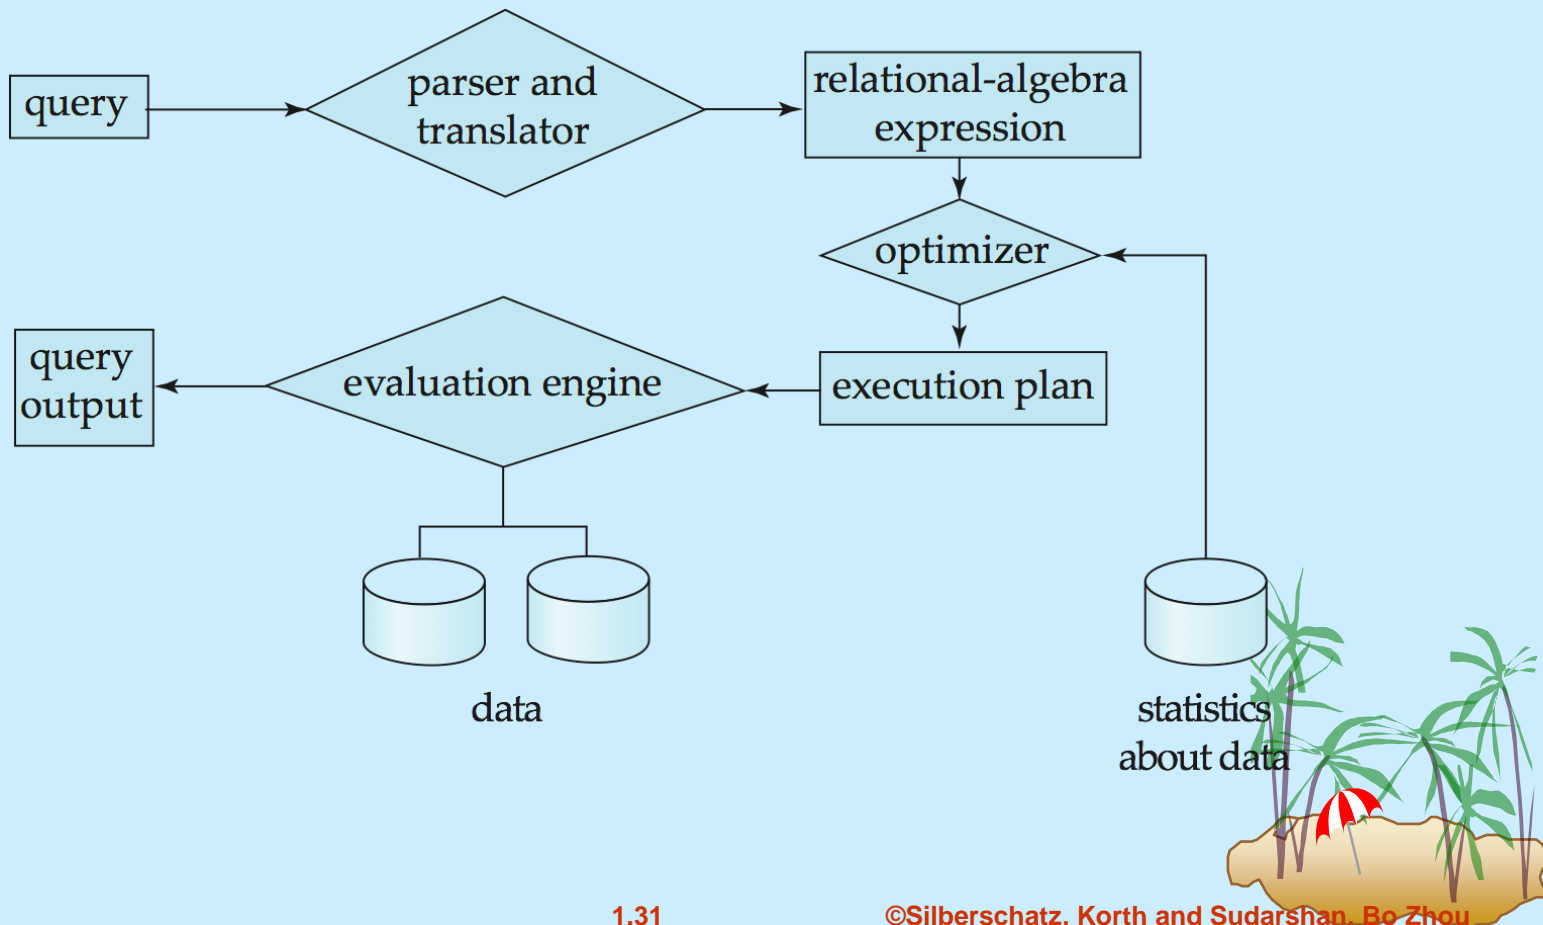 query
parser and
translator
relational-algebra
expression
optimizer
query
output
evaluation engine
execution plan
data
statistics
about data
1.31
©Silberschatz, Korth and Sudarshan, Bo Zhou